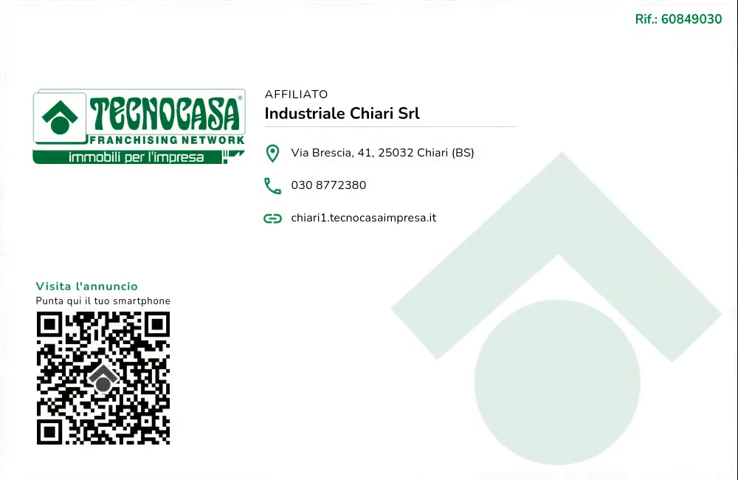 Rif.: 60849030
TECNOCASA®
FRANCHISING NETWORK
immobili per l'impresa
AFFILIATO
Industriale Chiari Srl
Via Brescia, 41, 25032 Chiari (BS)
030 8772380
chiari1.tecnocasaimpresa.it
Visita l'annuncio
Punta qui il tuo smartphone